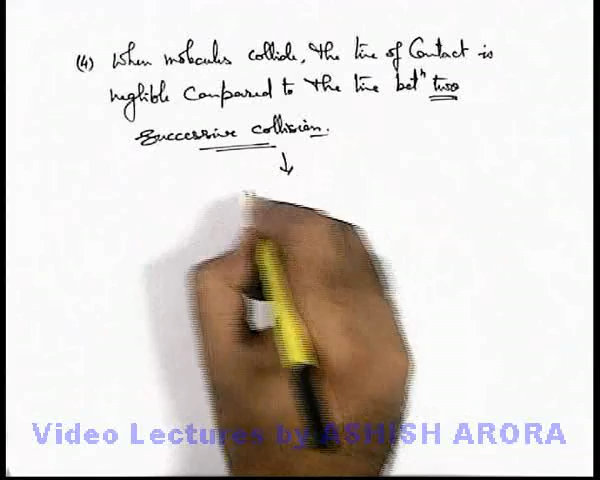 (4) When molecules collide, the time of Contact is
neglible Compared to the time betⁿ two
successive collision.
Video Lectures by ASHISH ARORA